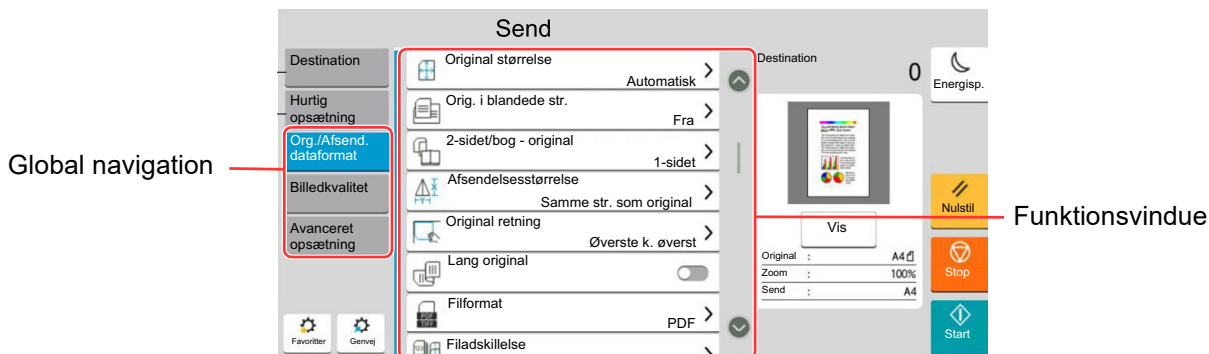 Send
Global navigation
Destination
Hurtig
opsætning
Org./Afsend.
dataformat
Billedkvalitet
Avanceret
opsætning
Favoritter
Genvej
Original størrelse
Automatisk
Orig. i blandede str.
Fra
2-sidet/bog - original
1-sidet
Afsendelsesstørrelse
Samme str. som original
Original retning
Øverste k. øverst
Lang original
Filformat
PDF
TIFF
PDF
Filadskillelse
Destination
0
Vis
Original : A4
Zoom : 100%
Send : A4
Energisp.
Nulstil
Stop
Start
Funktionsvindue